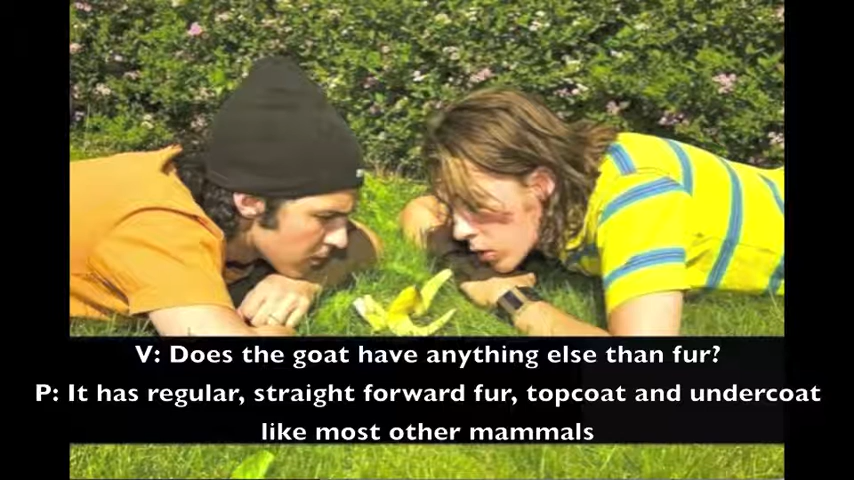 V: Does the goat have anything else than fur?
P: It has regular, straight forward fur, topcoat and undercoat
like most other mammals